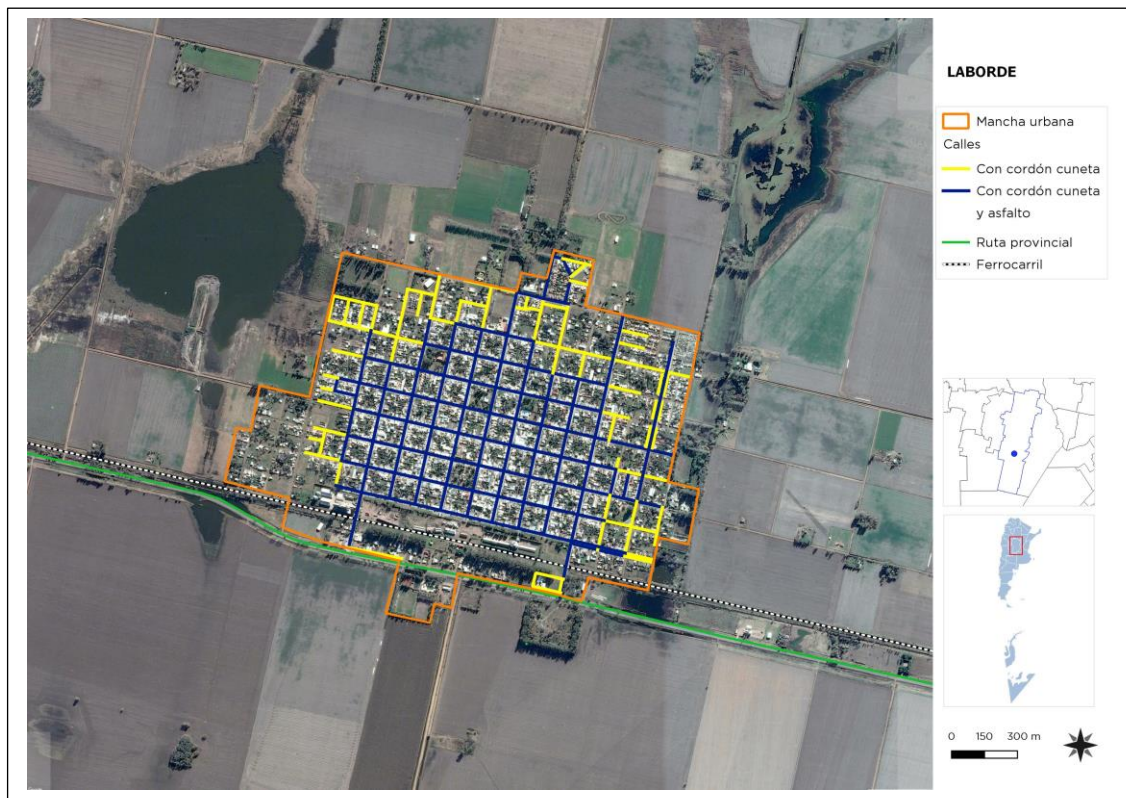 LABORDE
Mancha urbana
Calles
Con cordón cuneta
Con cordón cuneta
y asfalto
Ruta provincial
Ferrocarril
0 150 300 m